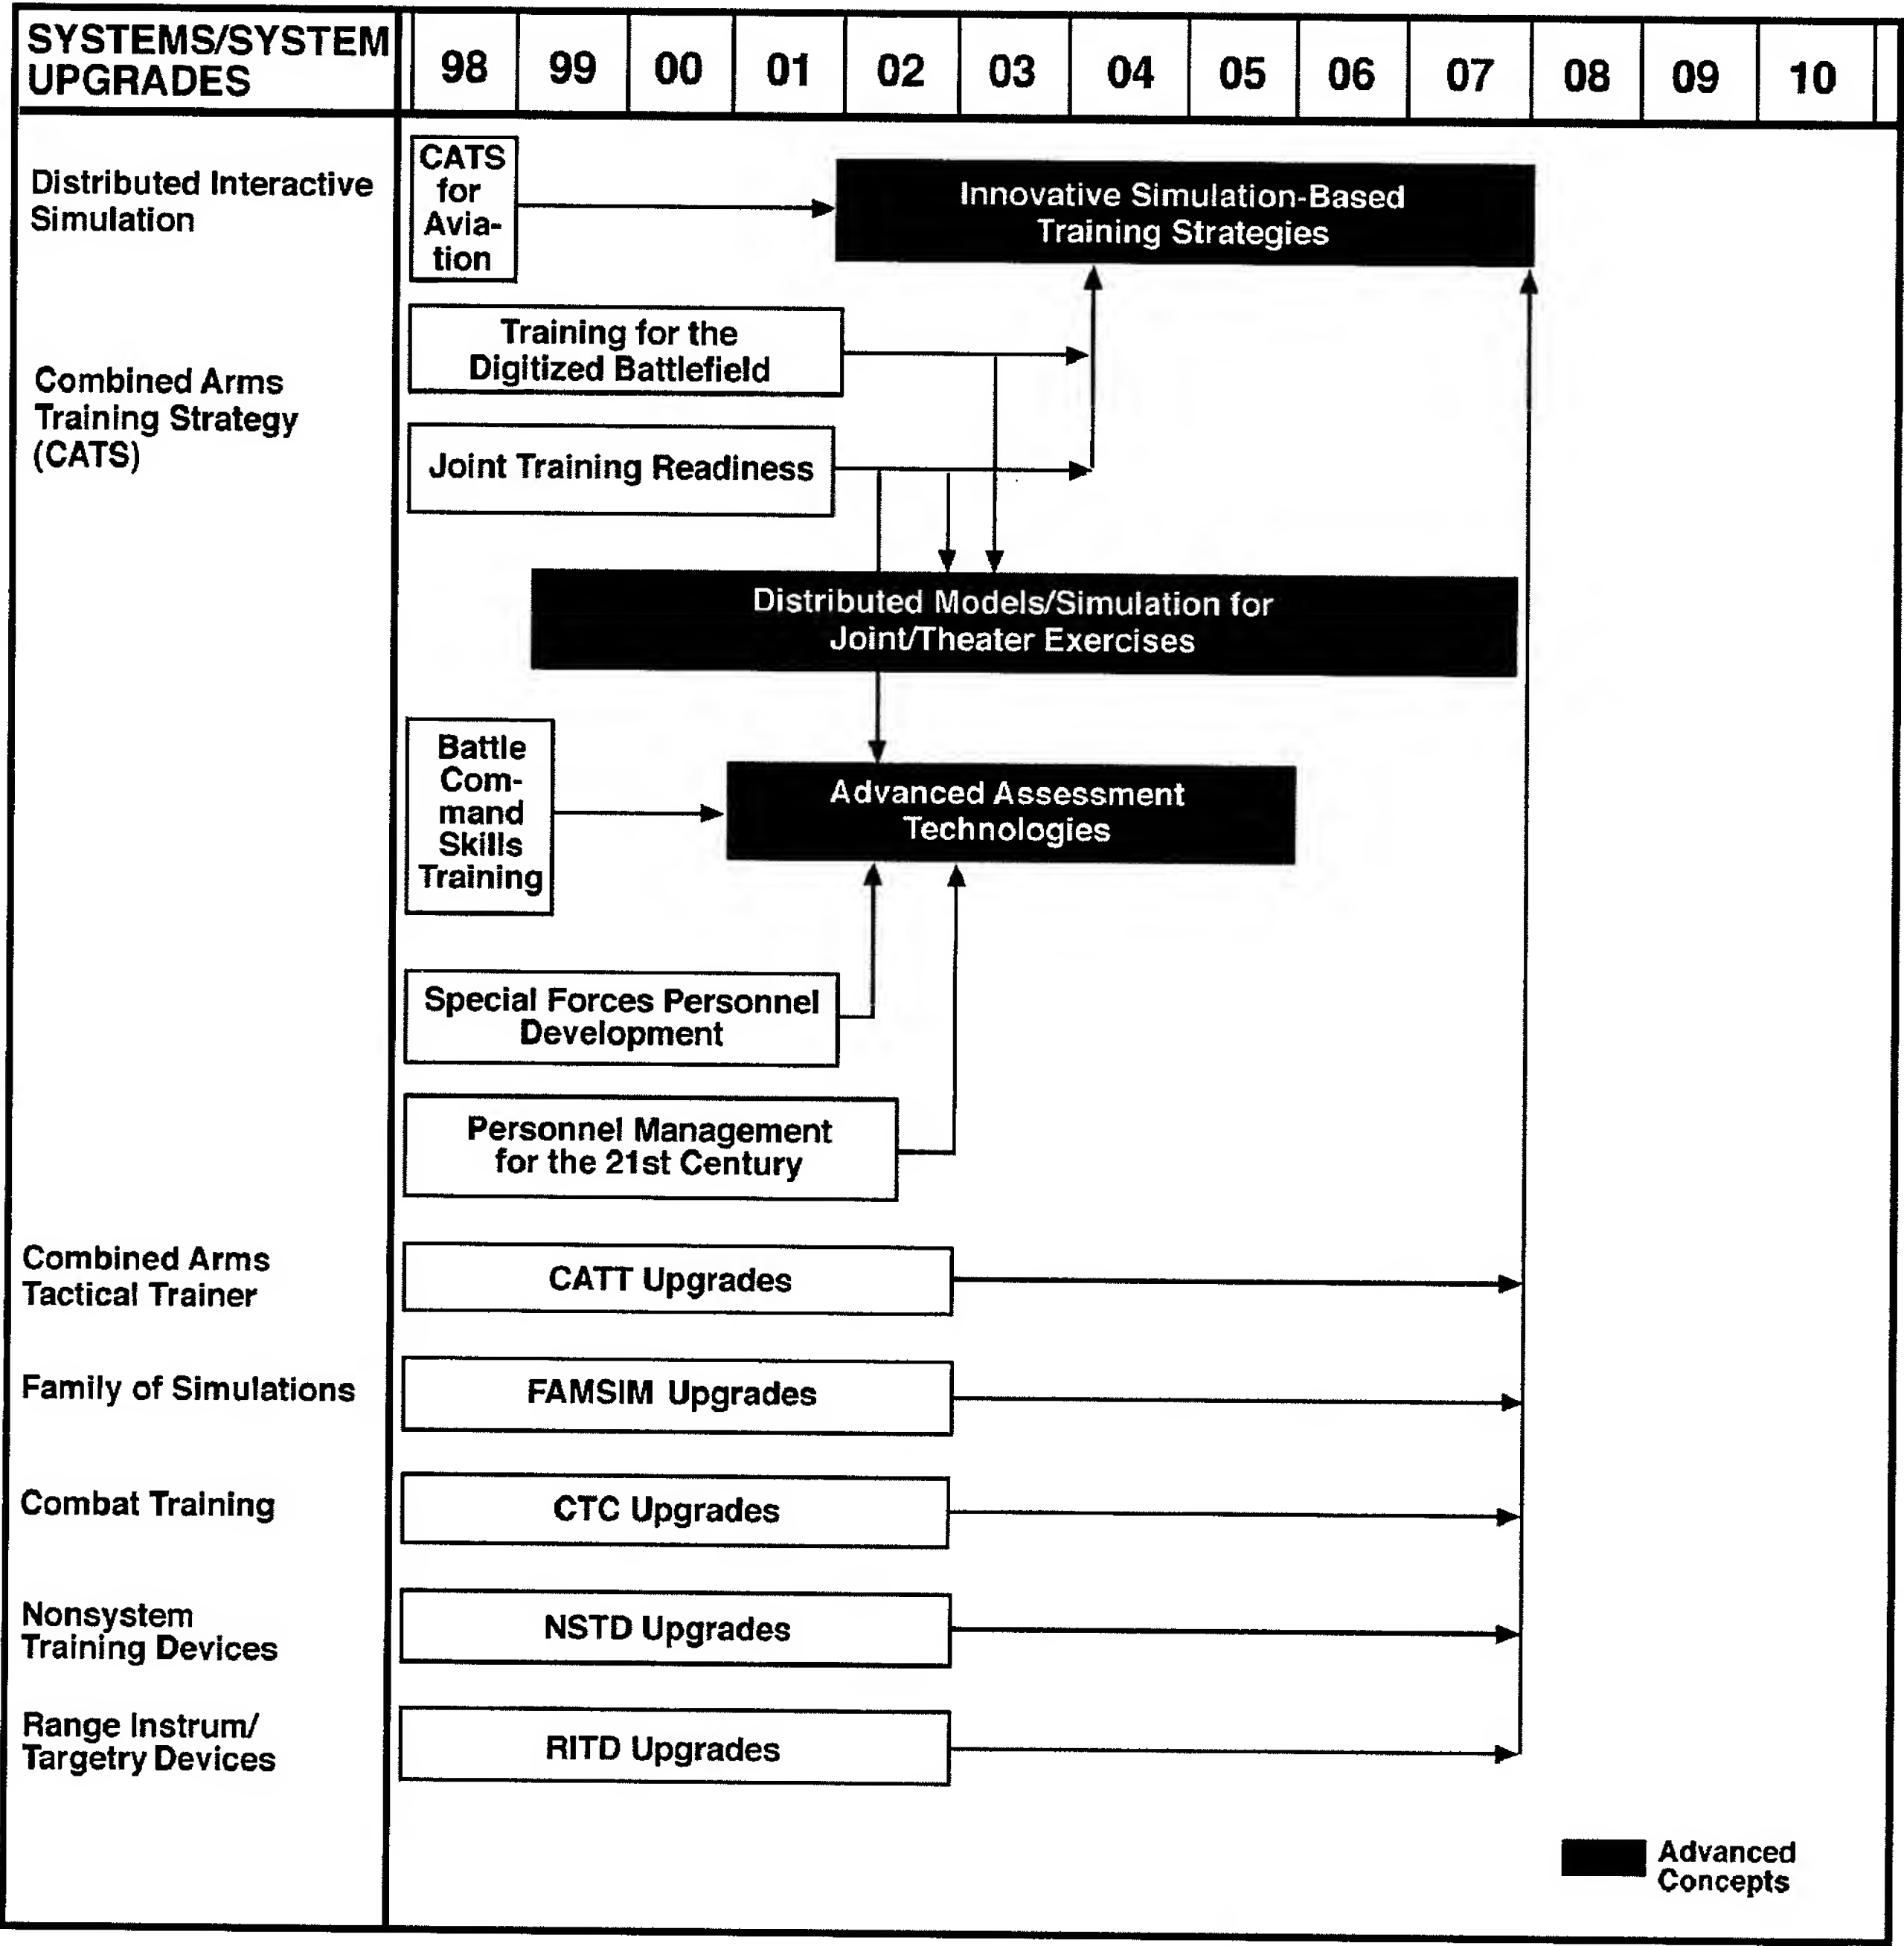 SYSTEMS/SYSTEM
UPGRADES
98 99 00 01 02 03 04 05 06 07 08 09 10
Distributed Interactive
Simulation
CATS
for
Avia-
tion
Innovative Simulation-Based
Training Strategies
Combined Arms
Training Strategy
(CATS)
Training for the
Digitized Battlefield
Joint Training Readiness
Distributed Models/Simulation for
Joint/Theater Exercises
Battle
Com-
mand
Skills
Training
Advanced Assessment
Technologies
Special Forces Personnel
Development
Personnel Management
for the 21st Century
Combined Arms
Tactical Trainer
CATT Upgrades
Family of Simulations
FAMSIM Upgrades
Combat Training
CTC Upgrades
Nonsystem
Training Devices
NSTD Upgrades
Range Instrum/
Targetry Devices
RITD Upgrades
Advanced
Concepts